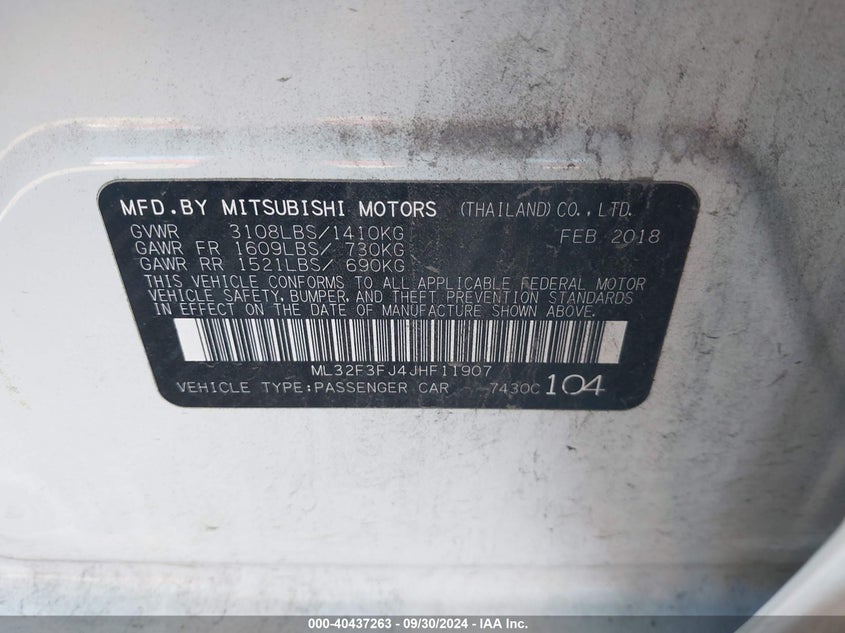 MFD.BY MITSUBISHI MOTORS (THAILAND)CO., LTD.
GVWR 3108LBS/1410KG FEB 2018
GAWR FR 1609LBS/ 730KG
GAWR RR 1521LBS/ 690KG
THIS VEHICLE CONFORMS TO ALL APPLICABLE FEDERAL MOTOR
VEHICLE SAFETY, BUMPER, AND THEFT PREVENTION STANDARDS
IN EFFECT ON THE DATE OF MANUFACTURE SHOWN ABOVE.
ML32F3FJ4JHF11907
VEHICLE TYPE:PASSENGER CAR 7430C 104
000-40437263 - 09/30/2024 - IAA Inc.